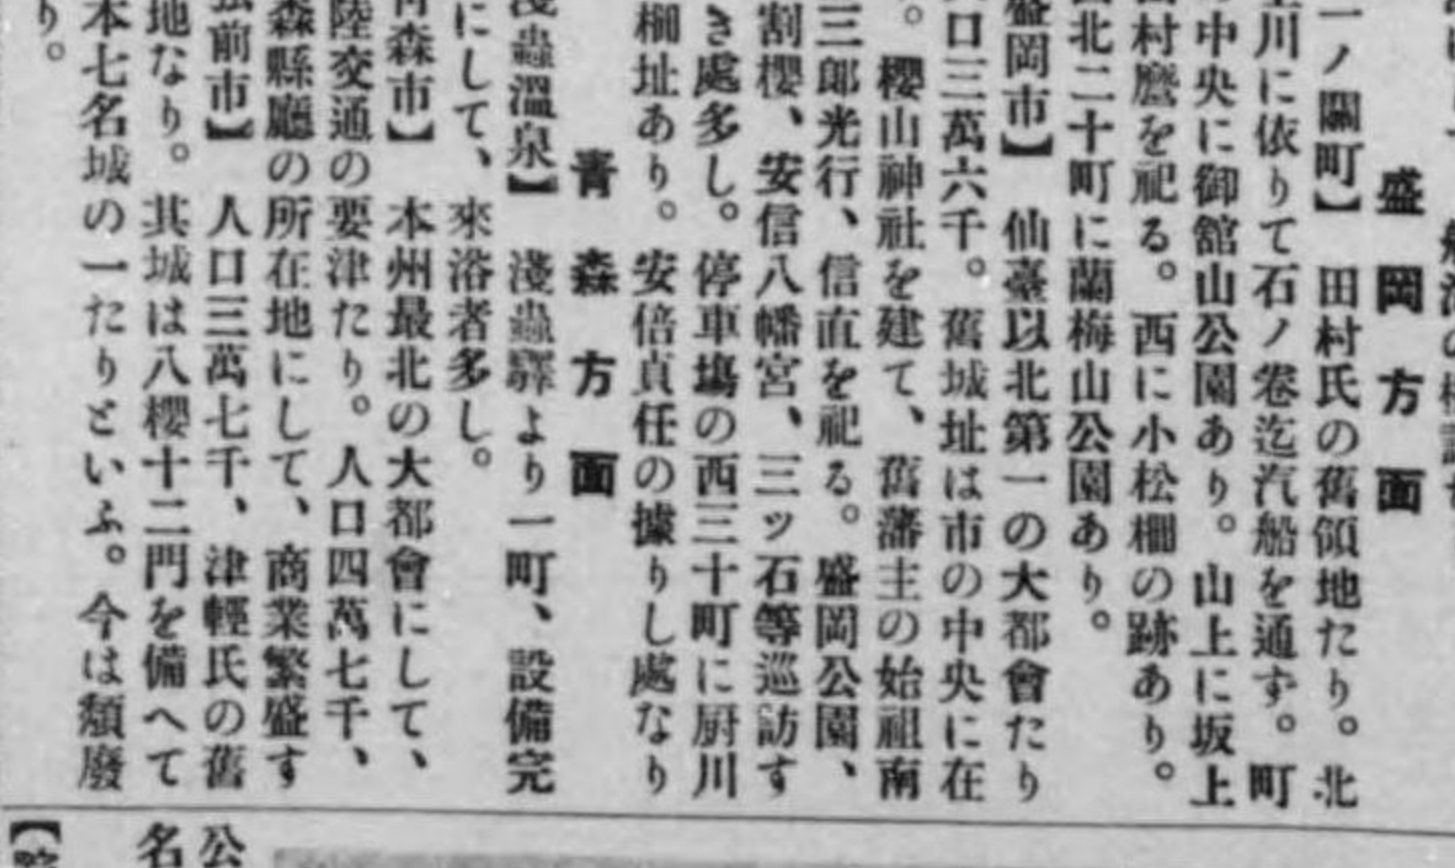 盛岡方面
一ノ關町】　田村氏の舊領地たり。北
川に依りて石ノ卷迄汽船を通ず。町
中央に御舘山公園あり。山上に坂上
村麿を祀る。西に小松柵の跡あり。
北二十町に蘭梅山公園あり。
盛岡市】　仙臺以北第一の大都會たり
口三萬六千。舊城址は市の中央に在
。櫻山神社を建て、舊藩主の始祖南
三郎光行、信直を祀る。盛岡公園、
割櫻、安信八幡宮、三ッ石等巡訪す
き處多し。停車塲の西三十町に厨川
柵址あり。安倍貞任の據りし處なり
青森方面
淺蟲溫泉】　淺蟲驛より一町、設備完
にして、來浴者多し。
青森市】　本州最北の大都會にして、
陸交通の要津たり。人口四萬七千、
森縣廳の所在地にして、商業繁盛す
弘前市】　人口三萬七千、津輕氏の舊
地なり。其城は八櫻十二門を備へて
本七名城の一たりといふ。今は頽廢
り。
公
名
【